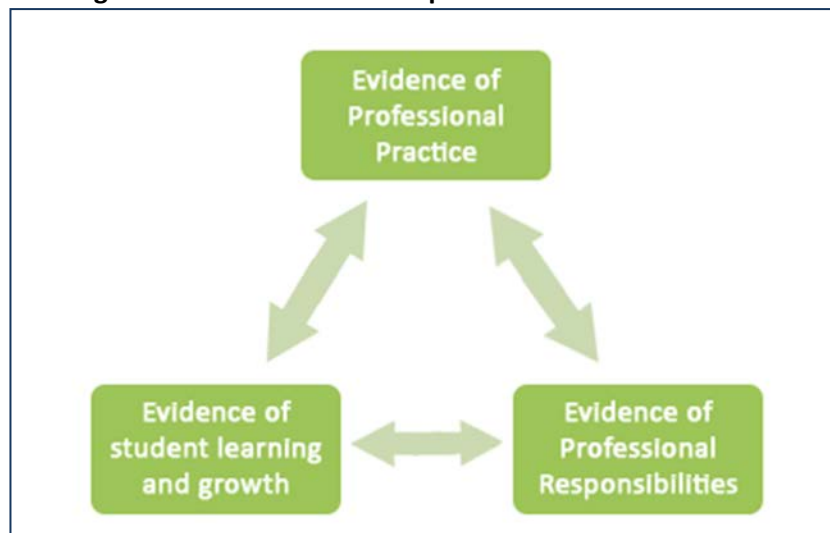 Evidence of
Professional
Practice
Evidence of
student learning
and growth
Evidence of
Professional
Responsibilities